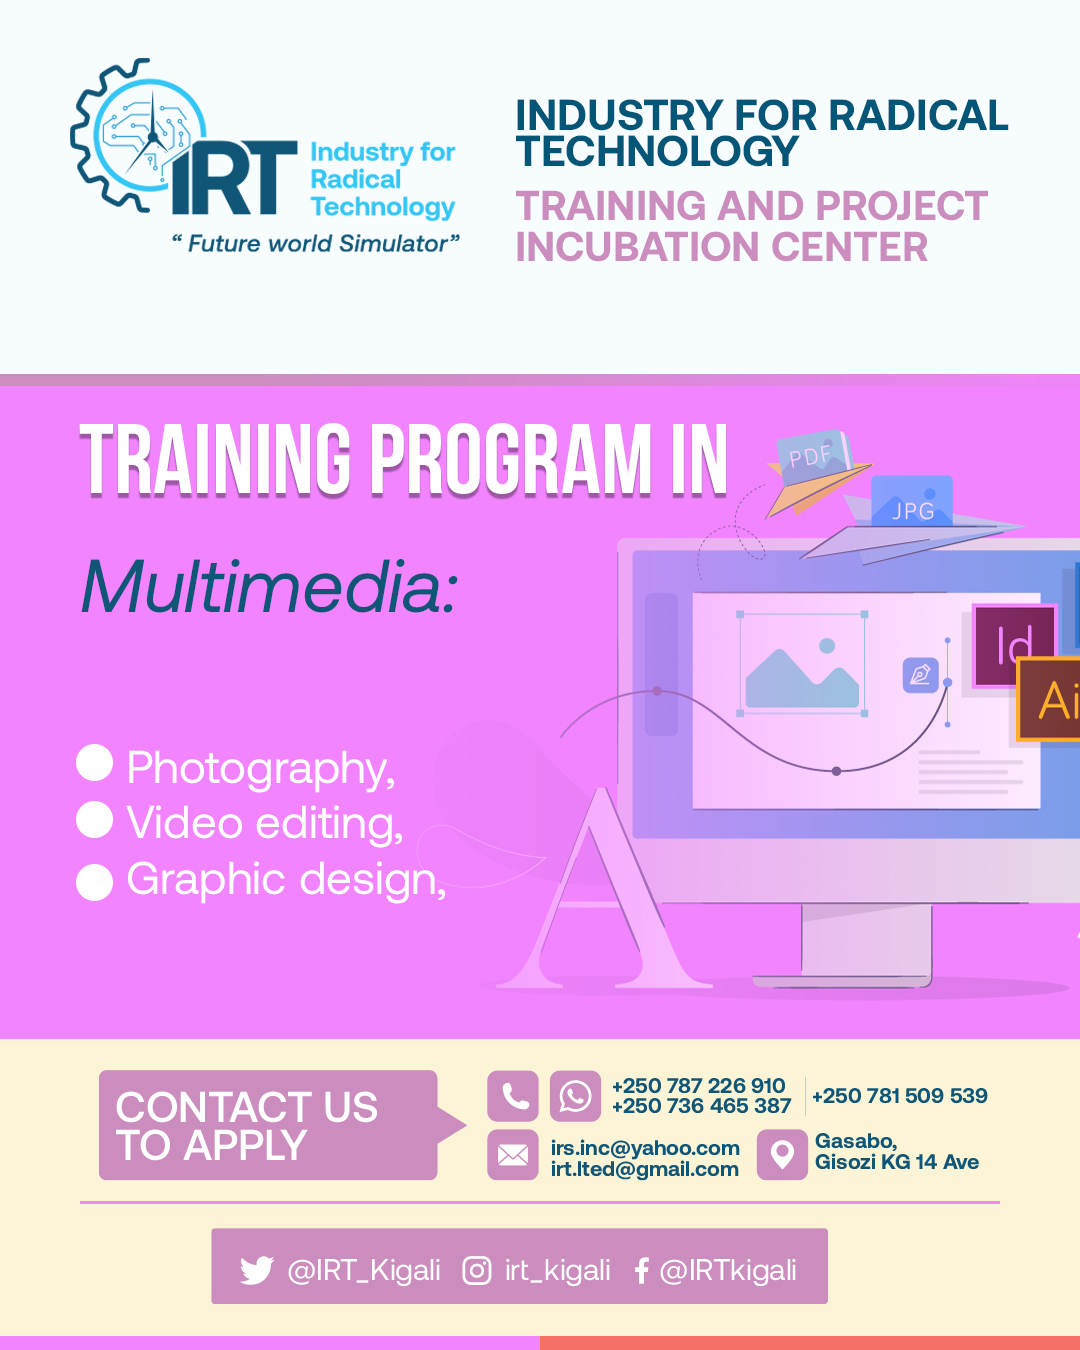 IRT
Industry for
Radical
Technology
“ Future world Simulator”
INDUSTRY FOR RADICAL
TECHNOLOGY
TRAINING AND PROJECT
INCUBATION CENTER
TRAINING PROGRAM IN
Multimedia:
PDF
JPG
Id
Ai
Photography,
Video editing,
Graphic design,
A
CONTACT US
TO APPLY
+250 787 226 910
+250 736 465 387
+250 781 509 539
irs.inc@yahoo.com
irt.lted@gmail.com
Gasabo,
Gisozi KG 14 Ave
@IRT_Kigali
irt_kigali
@IRTkigali